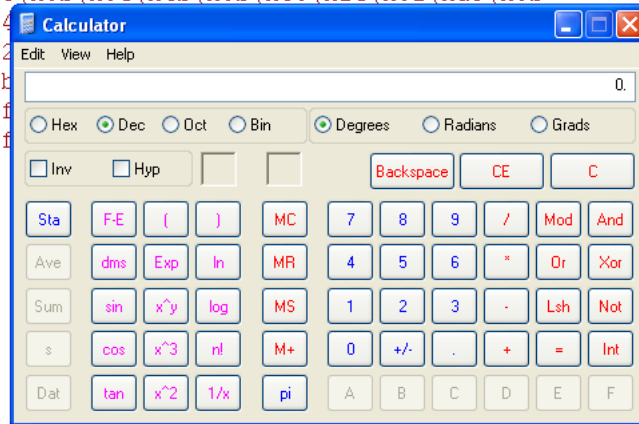 Calculator
Edit View Help
0.
Hex Dec Oct Bin Degrees Radians Grads
Inv Hyp Backspace CE C
Sta F-E ( ) MC 7 8 9 / Mod And
Ave dms Exp ln MR 4 5 6 * Or Xor
Sum sin x^y log MS 1 2 3 - Lsh Not
s cos x^3 n! M+ 0 +/- . + = Int
Dat tan x^2 1/x pi A B C D E F